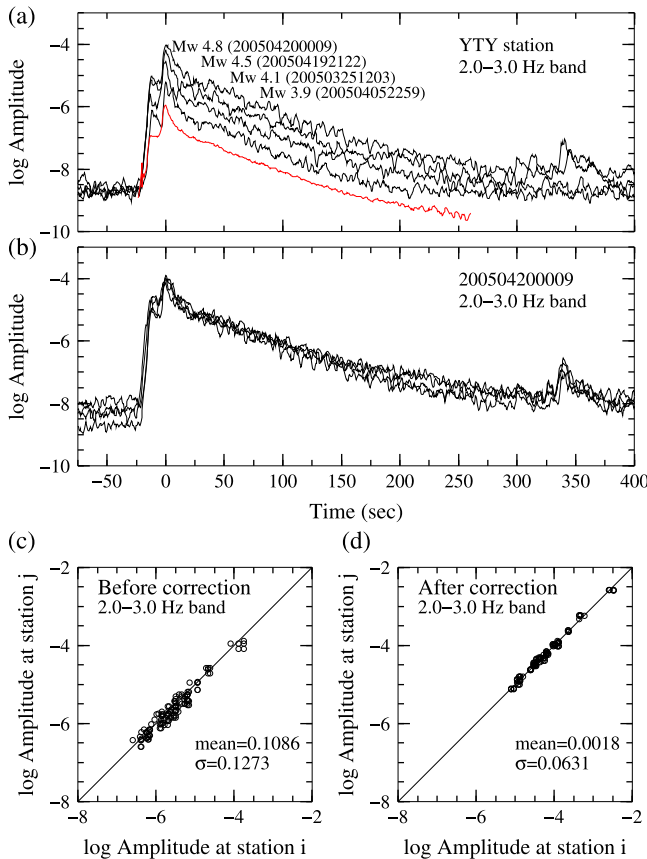 (a)
log Amplitude
−4
−6
−8
−10
Mw 4.8 (200504200009)
Mw 4.5 (200504192122)
Mw 4.1 (200503251203)
Mw 3.9 (200504052259)
YTY station
2.0−3.0 Hz band
(b)
log Amplitude
−4
−6
−8
−10
200504200009
2.0−3.0 Hz band
−50 0 50 100 150 200 250 300 350 400
Time (sec)
(c)
log Amplitude at station j
−2
−4
−6
−8
Before correction
2.0−3.0 Hz band
mean=0.1086
σ=0.1273
−8 −6 −4 −2
log Amplitude at station i
(d)
log Amplitude at station j
−2
−4
−6
−8
After correction
2.0−3.0 Hz band
mean=0.0018
σ=0.0631
−8 −6 −4 −2
log Amplitude at station i